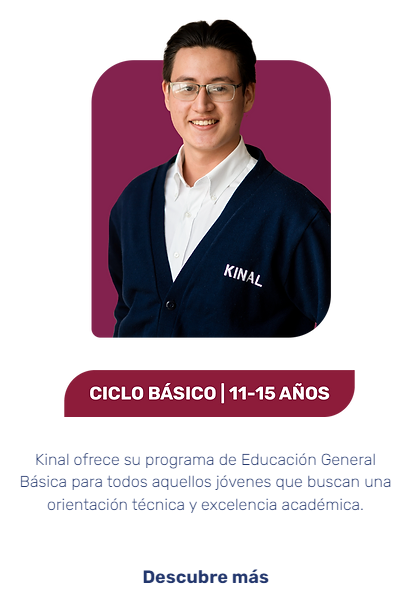 KINAL
CICLO BÁSICO | 11-15 AÑOS
Kinal ofrece su programa de Educación General
Básica para todos aquellos jóvenes que buscan una
orientación técnica y excelencia académica.
Descubre más